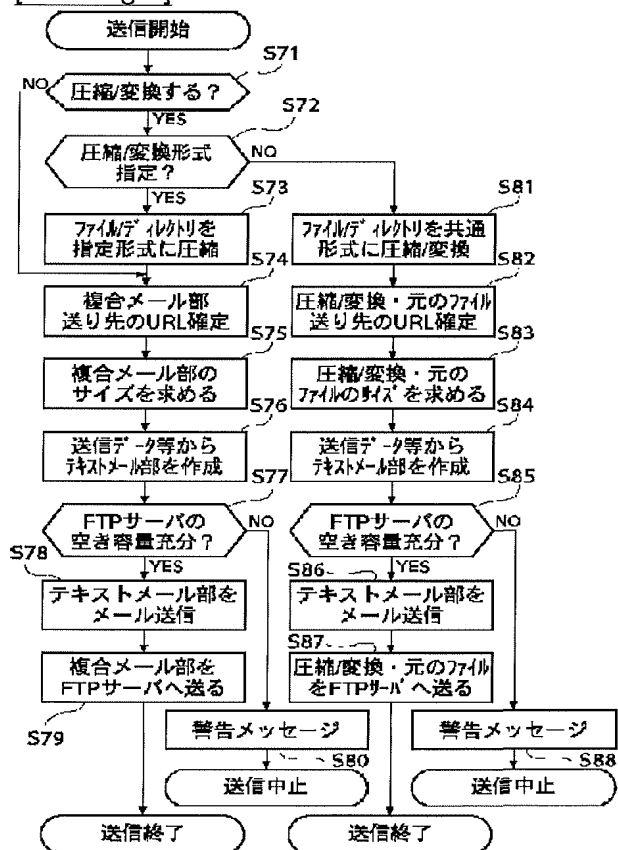 送信開始
S71
NO
圧縮/変換する?
YES
S72
圧縮/変換形式
指定?
NO
YES
S73
ファイル/ディレクトリを
指定形式に圧縮
S81
ファイル/ディレクトリを共通
形式に圧縮/変換
S74
複合メール部
送り先のURL確定
S82
圧縮/変換・元のファイル
送り先のURL確定
S75
複合メール部の
サイズを求める
S83
圧縮/変換・元の
ファイルのサイズを求める
S76
送信データ等から
テキストメール部を作成
S84
送信データ等から
テキストメール部を作成
S77
FTPサーバの
空き容量充分?
NO
YES
S85
FTPサーバの
空き容量充分?
NO
YES
S78
テキストメール部を
メール送信
S86
テキストメール部を
メール送信
複合メール部を
FTPサーバへ送る
S79
S87
圧縮/変換・元のファイル
をFTPサーバへ送る
警告メッセージ
S80
送信中止
警告メッセージ
S88
送信中止
送信終了
送信終了